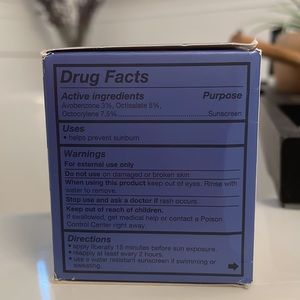 Drug Facts
Active ingredients Purpose
Avobenzone 3%, Octisalate 5%,
Octocrylene 7.5% Sunscreen
Uses
• helps prevent sunburn
Warnings
For external use only
Do not use on damaged or broken skin
When using this product keep out of eyes. Rinse with
water to remove.
Stop use and ask a doctor if rash occurs
Keep out of reach of children.
If swallowed, get medical help or contact a Poison
Control Center right away.
Directions
• apply liberally 15 minutes before sun exposure.
• reapply at least every 2 hours.
• use a water resistant sunscreen if swimming or
sweating.